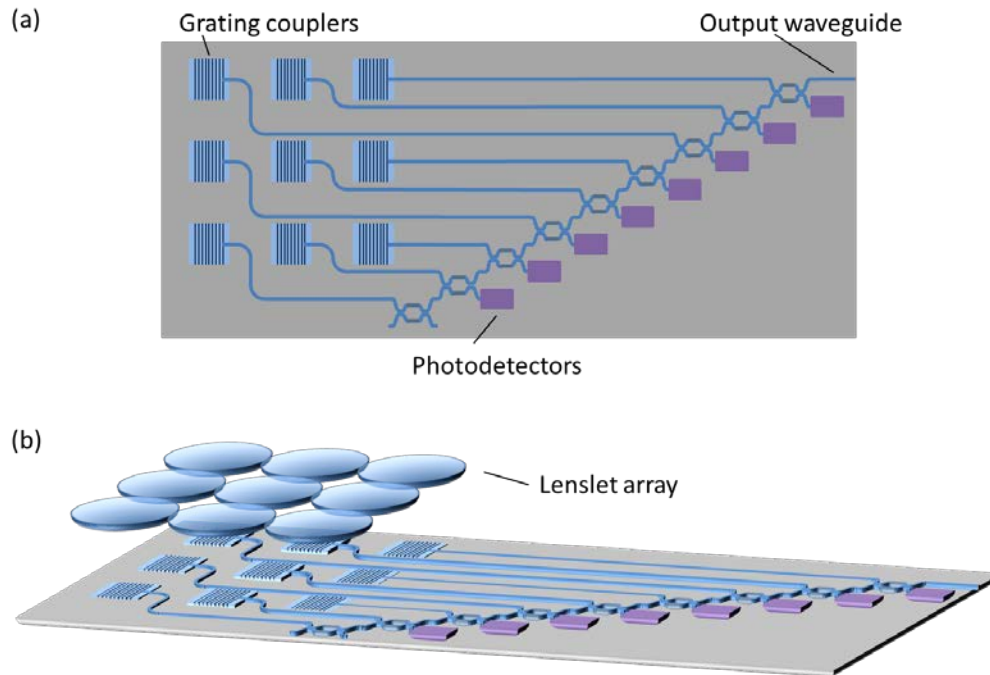 (a)
Grating couplers
Output waveguide
Photodetectors
(b)
Lenslet array